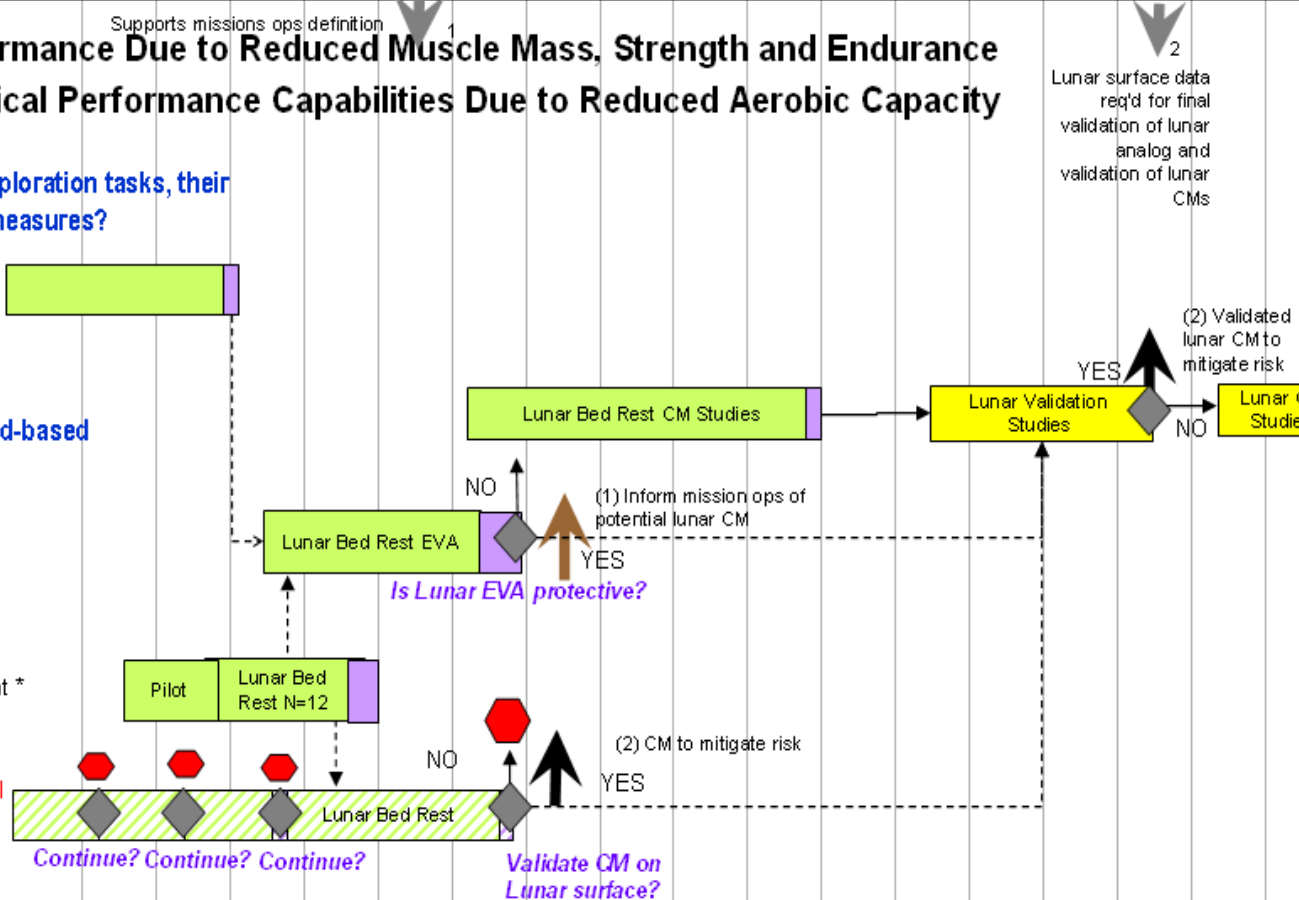 Supports missions ops definition
1
rmance Due to Reduced Muscle Mass, Strength and Endurance
2
ical Performance Capabilities Due to Reduced Aerobic Capacity
Lunar surface data
req'd for final
validation of lunar
analog and
validation of lunar
CMs
ploration tasks, their
neasures?
(2) Validated
lunar CM to
mitigate risk
YES
NO
Lunar Bed Rest CM Studies
Lunar Validation
Studies
Lunar
Studie
d-based
NO
(1) Inform mission ops of
potential lunar CM
YES
Lunar Bed Rest EVA
Is Lunar EVA protective?
t *
Pilot
Lunar Bed
Rest N=12
NO
(2) CM to mitigate risk
YES
Lunar Bed Rest
Continue? Continue? Continue?
Validate CM on
Lunar surface?